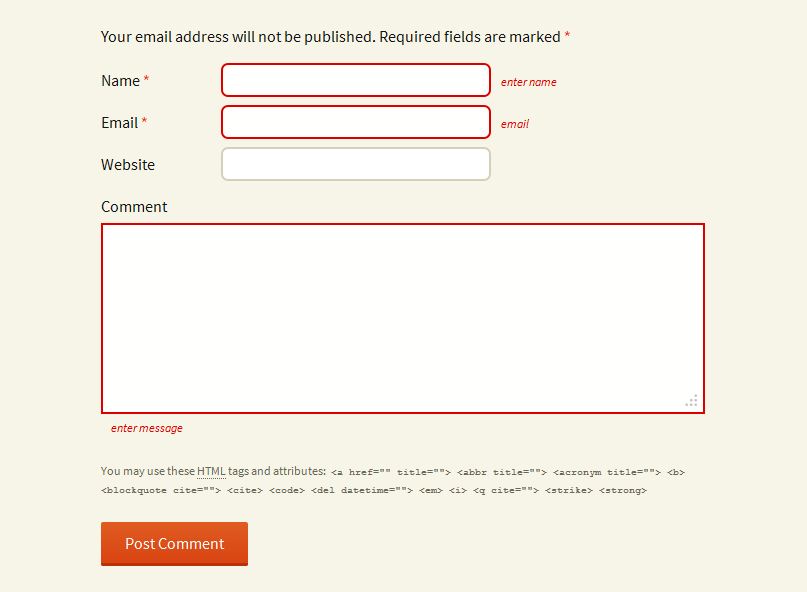 Your email address will not be published. Required fields are marked *
Name * enter name
Email * email
Website
Comment
enter message
You may use these HTML tags and attributes: <a href="" title=""> <abbr title=""> <acronym title=""> <b>
<blockquote cite=""> <cite> <code> <del datetime=""> <em> <i> <q cite=""> <strike> <strong>
Post Comment